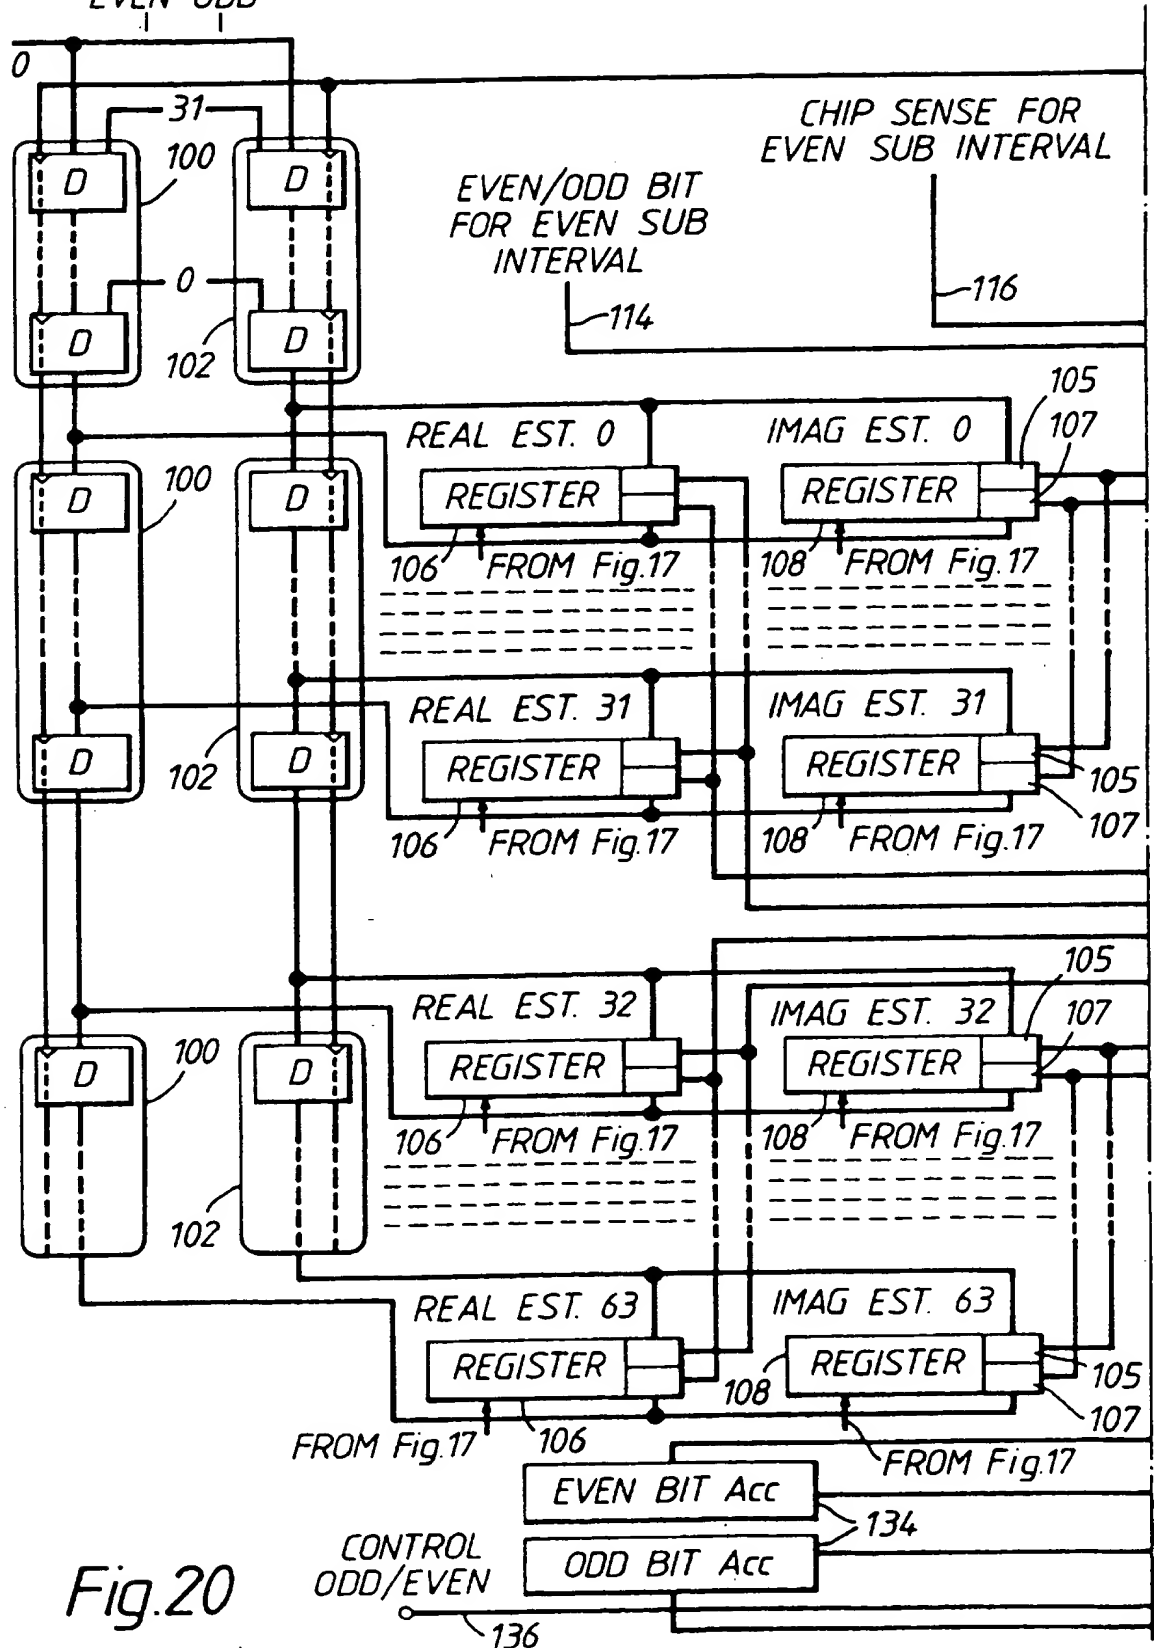 EVEN ODD
0
31
100
D
D
CHIP SENSE FOR
EVEN SUB INTERVAL
EVEN/ODD BIT
FOR EVEN SUB
INTERVAL
0
116
114
D
D
102
105
REAL EST. 0
IMAG EST. 0
107
100
D
D
REGISTER
REGISTER
106
FROM Fig.17
108
FROM Fig.17
REAL EST. 31
IMAG EST. 31
D
102
D
REGISTER
REGISTER
105
106
FROM Fig.17
108
FROM Fig.17
107
105
REAL EST. 32
IMAG EST. 32
107
100
D
D
REGISTER
REGISTER
106
FROM Fig.17
108
FROM Fig.17
102
REAL EST. 63
IMAG EST. 63
REGISTER
108
REGISTER
105
107
FROM Fig.17
106
FROM Fig.17
EVEN BIT Acc
134
CONTROL
ODD/EVEN
ODD BIT Acc
136
Fig.20